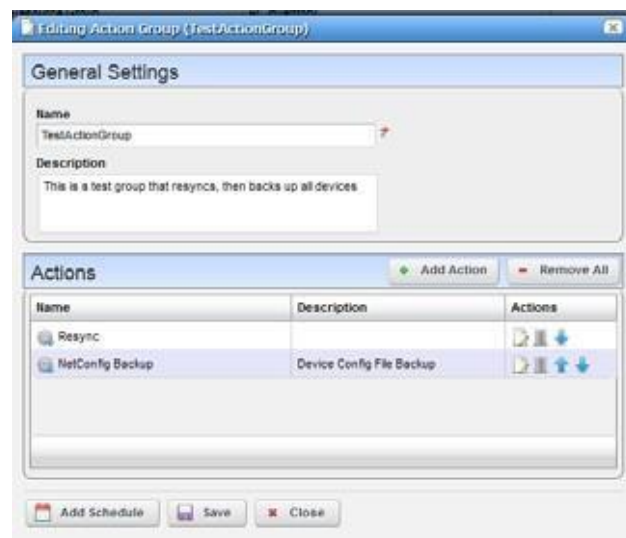 Editing Action Group (TestActionGroup)
General Settings
Name
TestActionGroup
Description
This is a test group that resyncs, then backs up all devices
Actions
Add Action
Remove All
Name Description Actions
Resync
NetConfig Backup Device Config File Backup
Add Schedule Save Close